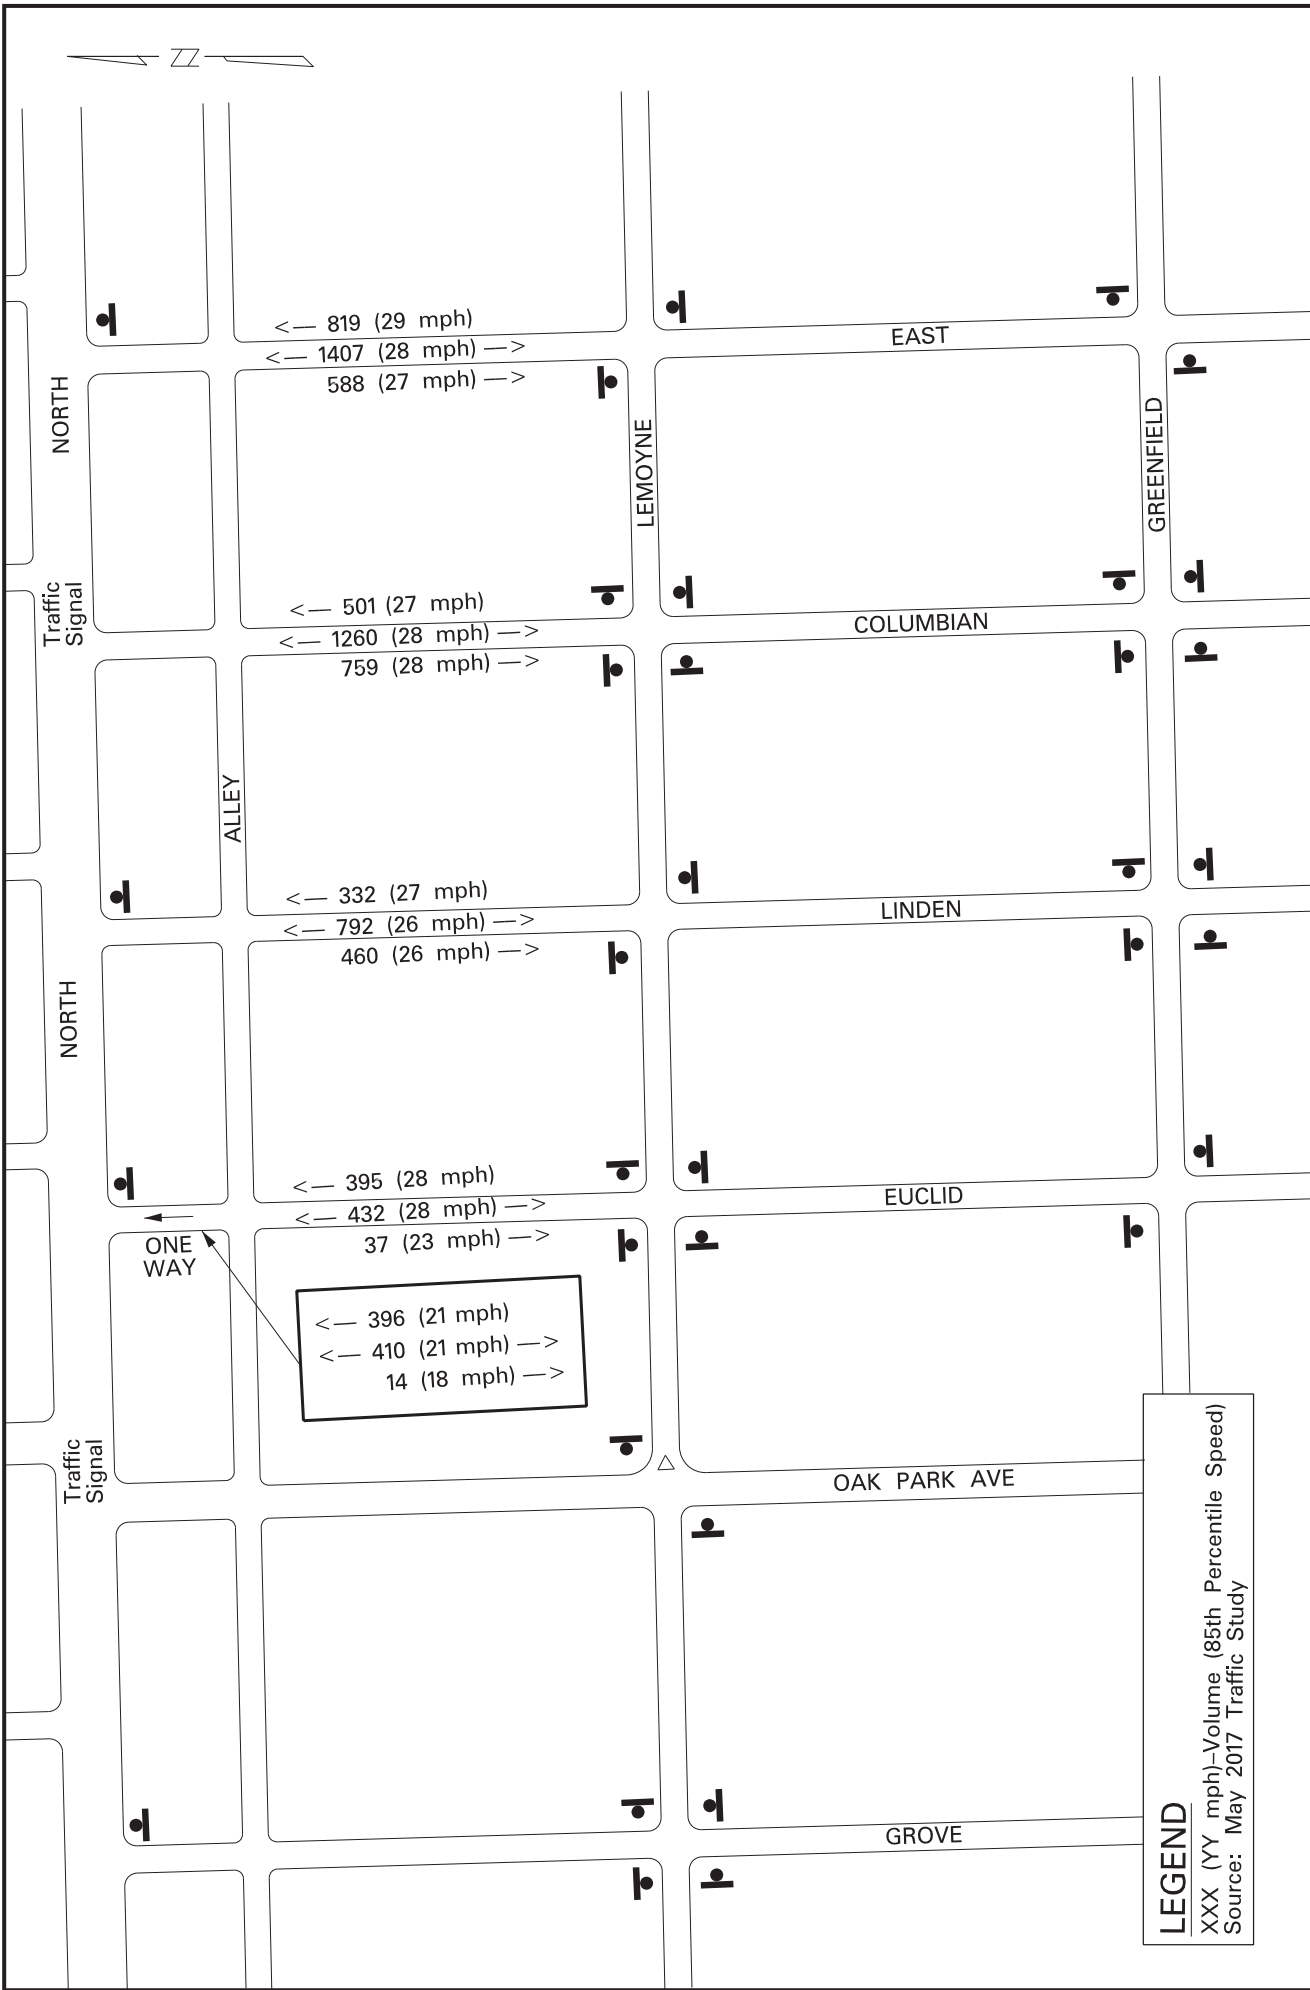 N
<— 819 (29 mph)
<— 1407 (28 mph) —>
588 (27 mph) —>
EAST
NORTH
LEMOYNE
GREENFIELD
Traffic
Signal
<— 501 (27 mph)
<— 1260 (28 mph) —>
759 (28 mph) —>
COLUMBIAN
ALLEY
<— 332 (27 mph)
<— 792 (26 mph) —>
460 (26 mph) —>
LINDEN
NORTH
<— 395 (28 mph)
<— 432 (28 mph) —>
37 (23 mph) —>
EUCLID
ONE
WAY
<— 396 (21 mph)
<— 410 (21 mph) —>
14 (18 mph) —>
Traffic
Signal
OAK PARK AVE
GROVE
LEGEND
XXX (YY mph)–Volume (85th Percentile Speed)
Source: May 2017 Traffic Study